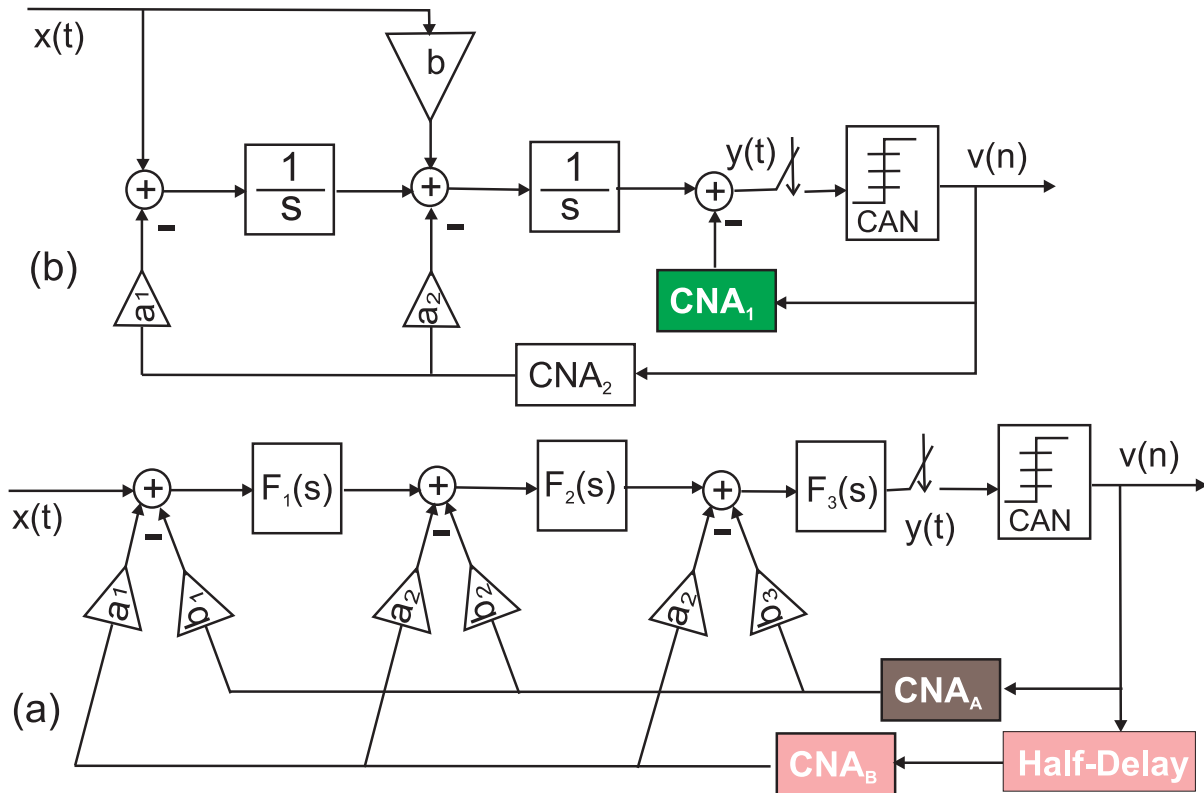 x(t)
b
1
s
1
s
y(t)
CAN
v(n)
(b)
a1
a2
CNA1
CNA2
x(t)
F1(s)
F2(s)
F3(s)
y(t)
CAN
v(n)
a1
b1
a2
b2
a2
b3
(a)
CNAA
CNAB
Half-Delay